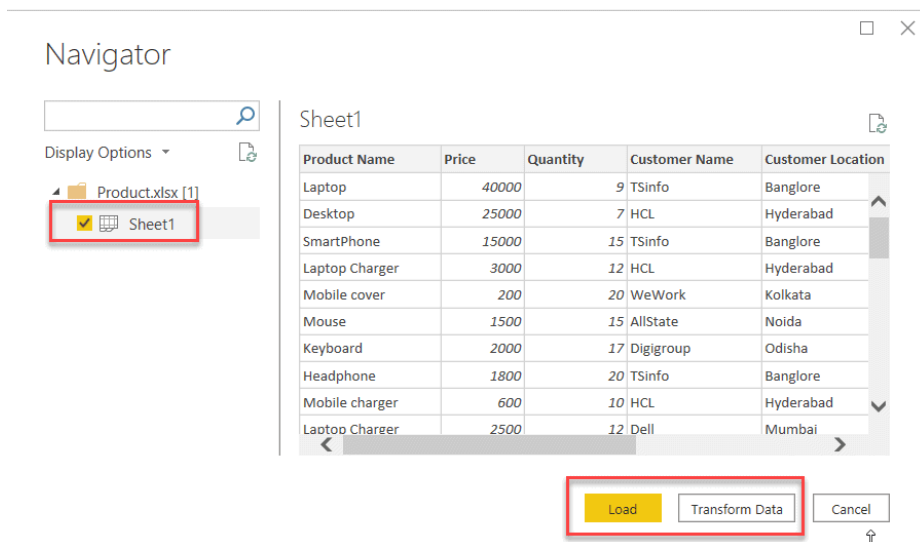 Navigator
Display Options
Product.xlsx [1]
Sheet1
Sheet1
Product Name Price Quantity Customer Name Customer Location
Laptop 40000 9 TSinfo Banglore
Desktop 25000 7 HCL Hyderabad
SmartPhone 15000 15 TSinfo Banglore
Laptop Charger 3000 12 HCL Hyderabad
Mobile cover 200 20 WeWork Kolkata
Mouse 1500 15 AllState Noida
Keyboard 2000 17 Digigroup Odisha
Headphone 1800 20 TSinfo Banglore
Mobile charger 600 10 HCL Hyderabad
Laptop Charger 2500 12 Dell Mumbai
Load Transform Data Cancel